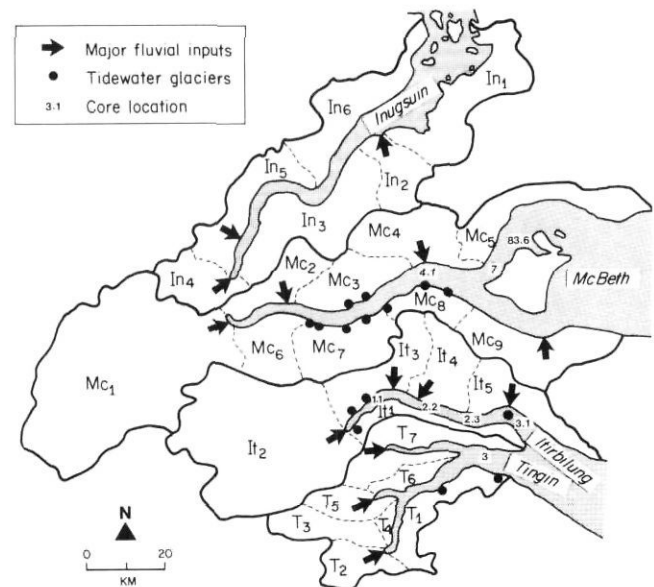 Major fluvial inputs
Tidewater glaciers
3.1 Core location
In1
In6
Inugsuin
In5
In2
In3
In4
Mc4
Mc5
83.6
7
McBeth
Mc2
Mc3
4.1
Mc8
Mc9
Mc6
Mc7
Mc1
It3
It4
It5
1.1
It1
2.2
2.3
3.1
Itirbilung
It2
T7
3
Tingin
T6
T5
T4
T1
T3
T2
N
0 20
KM